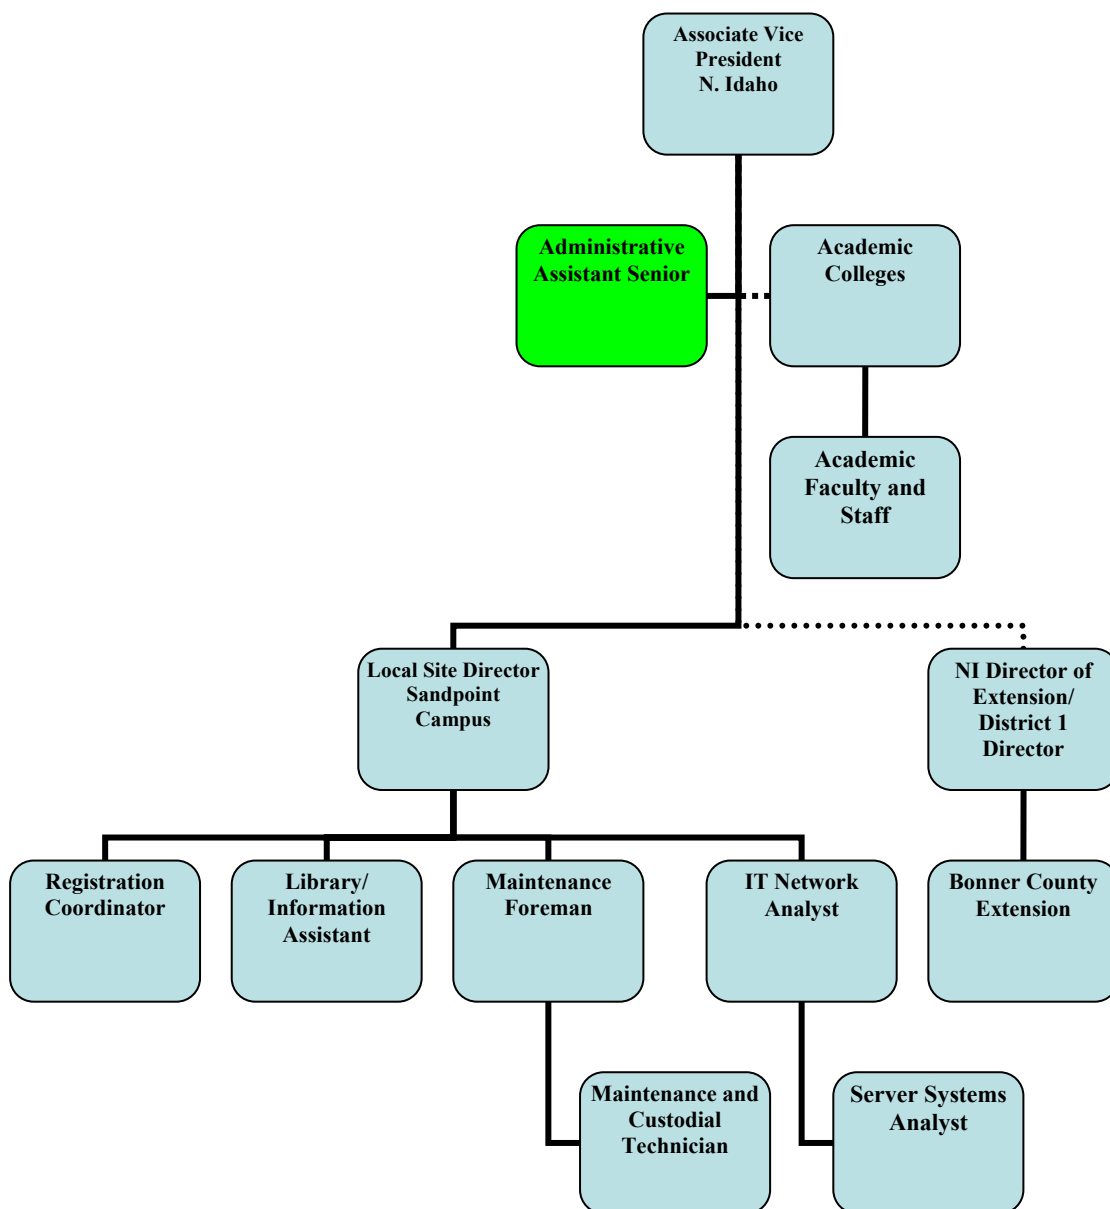 Associate Vice
President
N. Idaho
Administrative
Assistant Senior
Academic
Colleges
Academic
Faculty and
Staff
Local Site Director
Sandpoint
Campus
NI Director of
Extension/
District 1
Director
Registration
Coordinator
Library/
Information
Assistant
Maintenance
Foreman
IT Network
Analyst
Bonner County
Extension
Maintenance and
Custodial
Technician
Server Systems
Analyst